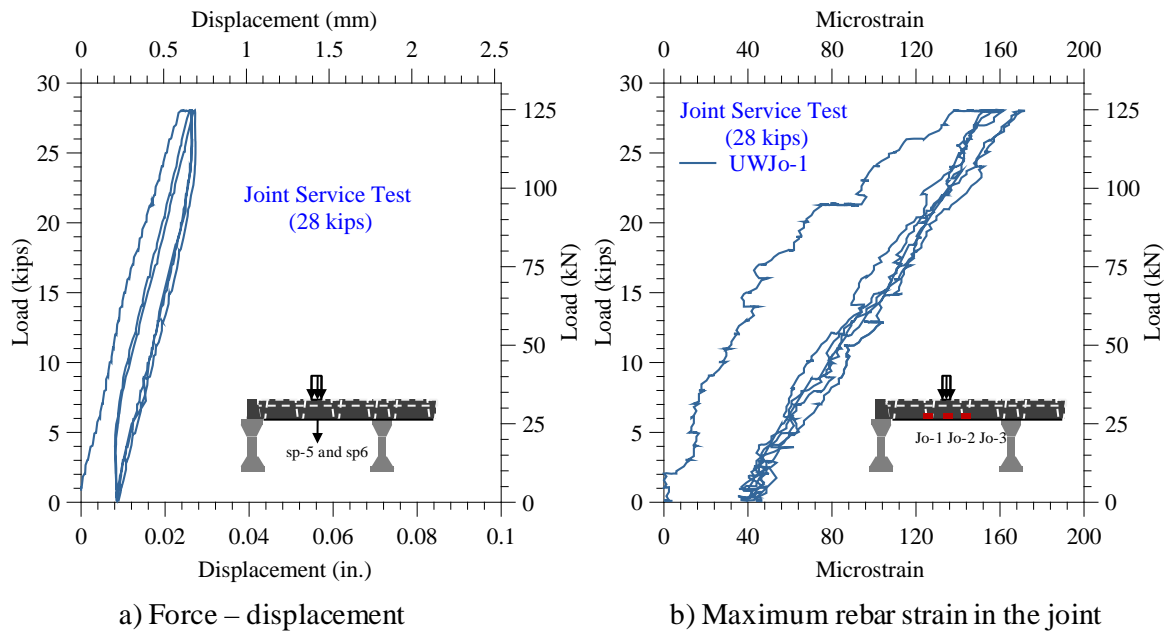 Displacement (mm)
0 0.5 1 1.5 2 2.5
30
25
20
15
10
5
0
Load (kips)
125
100
75
50
25
0
Load (kN)
Joint Service Test
(28 kips)
sp-5 and sp6
0 0.02 0.04 0.06 0.08 0.1
Displacement (in.)
a) Force – displacement
Microstrain
0 40 80 120 160 200
30
25
20
15
10
5
0
Load (kips)
125
100
75
50
25
0
Load (kN)
Joint Service Test
(28 kips)
UWJo-1
Jo-1 Jo-2 Jo-3
0 40 80 120 160 200
Microstrain
b) Maximum rebar strain in the joint